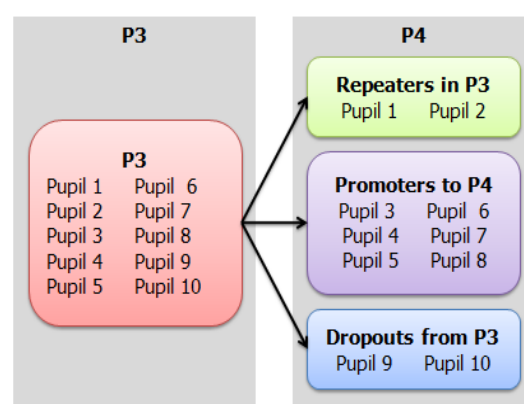 P3
P3
Pupil 1 Pupil 6
Pupil 2 Pupil 7
Pupil 3 Pupil 8
Pupil 4 Pupil 9
Pupil 5 Pupil 10
P4
Repeaters in P3
Pupil 1 Pupil 2
Promoters to P4
Pupil 3 Pupil 6
Pupil 4 Pupil 7
Pupil 5 Pupil 8
Dropouts from P3
Pupil 9 Pupil 10